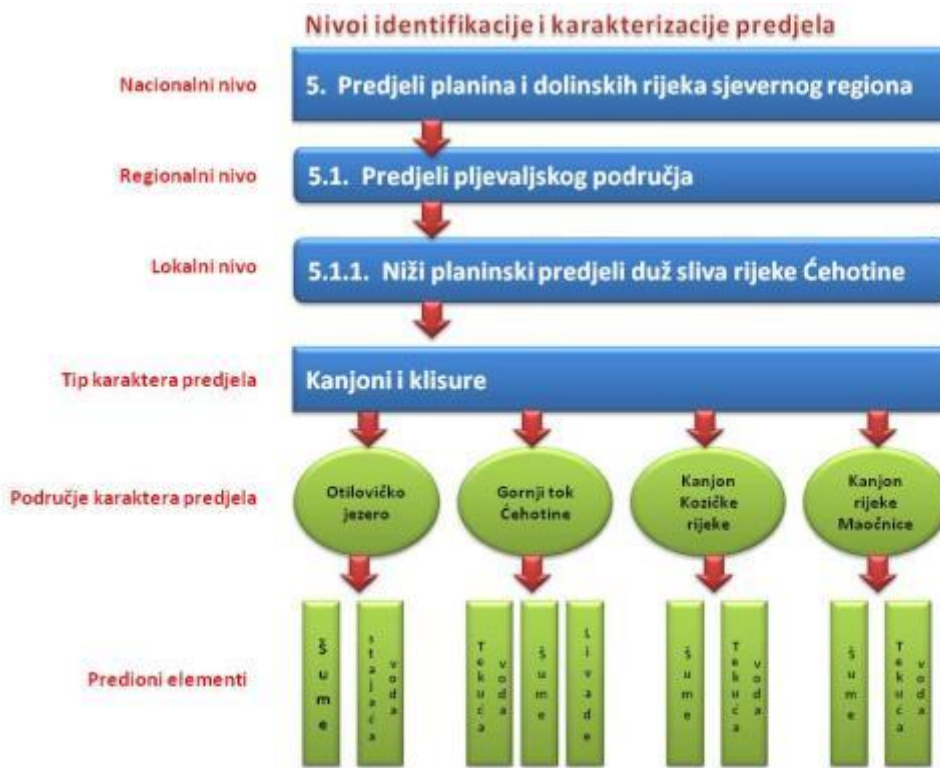 Nivoi identifikacije i karakterizacije predjela
Nacionalni nivo
5. Predjeli planina i dolinskih rijeka sjevernog regiona
Regionalni nivo
5.1. Predjeli pljevaljskog područja
Lokalni nivo
5.1.1. Niži planinski predjeli duž sliva rijeke Ćehotine
Tip karaktera predjela
Kanjoni i klisure
Područje karaktera predjela
Otilovičko
jezero
Gornji tok
Ćehotine
Kanjon
Kozičke
rijeke
Kanjon
rijeke
Maočnice
Predioni elementi
Šume
stajaća
voda
Tekuća
voda
Šume
Livade
Šume
Tekuća
voda
Šume
Tekuća
voda